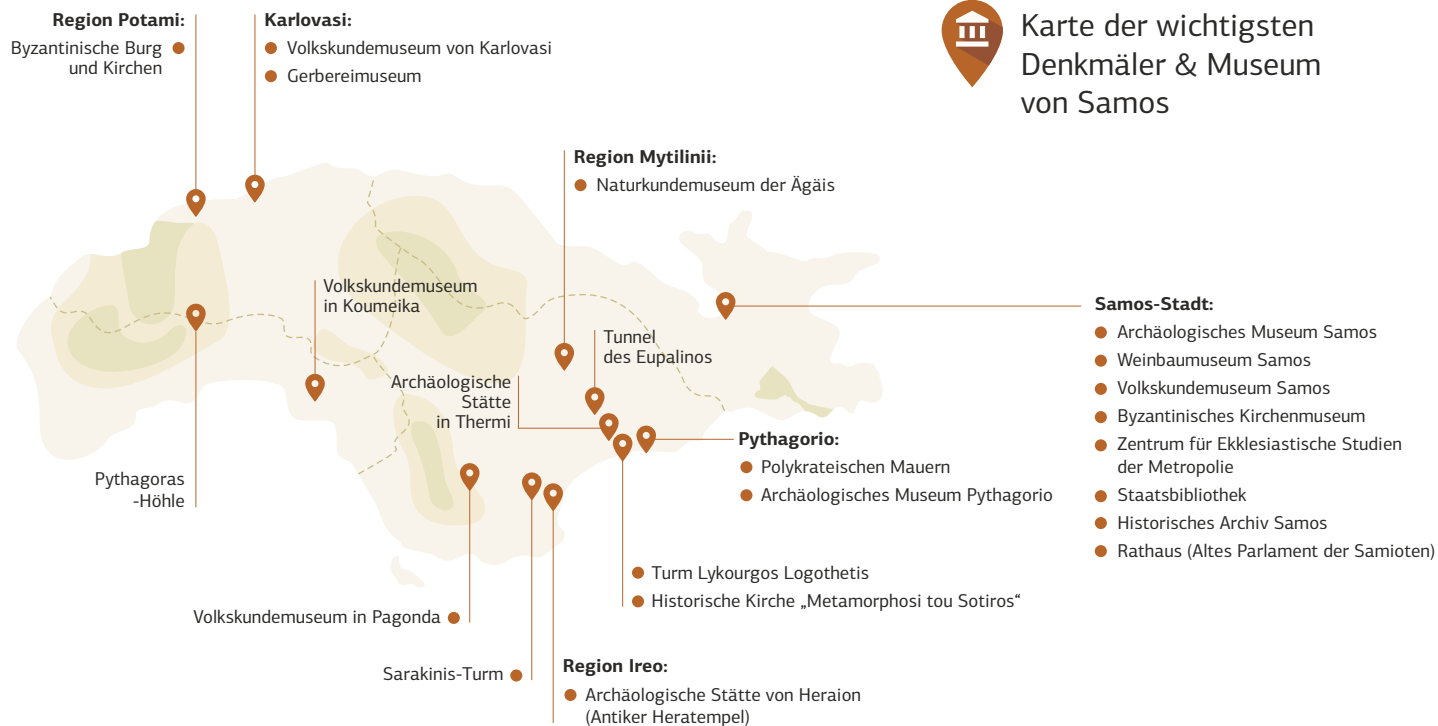 Karte der wichtigsten
Denkmäler & Museum
von Samos
Region Potami:
Byzantinische Burg
und Kirchen
Karlovasi:
Volkskundemuseum von Karlovasi
Gerbereimuseum
Region Mytilinii:
Naturkundemuseum der Ägäis
Volkskundemuseum
in Koumeika
Tunnel
des Eupalinos
Archäologische
Stätte
in Thermi
Samos-Stadt:
Archäologisches Museum Samos
Weinbaumuseum Samos
Volkskundemuseum Samos
Byzantinisches Kirchenmuseum
Zentrum für Ekklesiastische Studien
der Metropolie
Staatsbibliothek
Historisches Archiv Samos
Rathaus (Altes Parlament der Samioten)
Pythagorio:
Polykrateischen Mauern
Archäologisches Museum Pythagorio
Pythagoras
-Höhle
Turm Lykourgos Logothetis
Historische Kirche „Metamorphosi tou Sotiros“
Volkskundemuseum in Pagonda
Sarakinis-Turm
Region Ireo:
Archäologische Stätte von Heraion
(Antiker Heratempel)